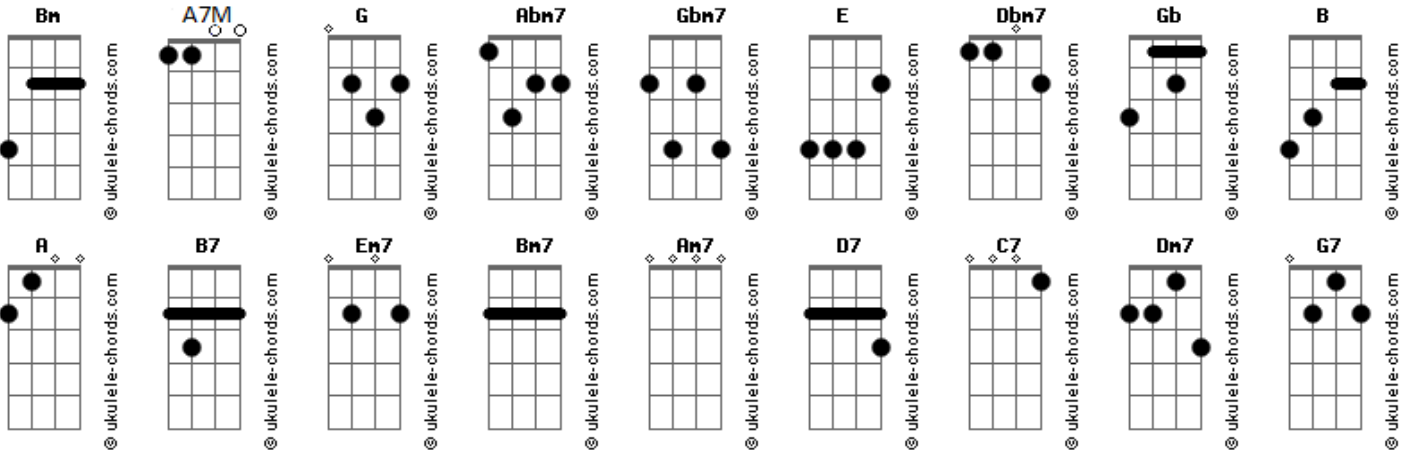 Bm A7M G Abm7 Gbm7 E Dbm7 Gb B
© ukulele-chords.com © ukulele-chords.com © ukulele-chords.com © ukulele-chords.com © ukulele-chords.com © ukulele-chords.com © ukulele-chords.com © ukulele-chords.com © ukulele-chords.com
A B7 Em7 Bm7 Am7 D7 C7 Dm7 G7
© ukulele-chords.com © ukulele-chords.com © ukulele-chords.com © ukulele-chords.com © ukulele-chords.com © ukulele-chords.com © ukulele-chords.com © ukulele-chords.com © ukulele-chords.com